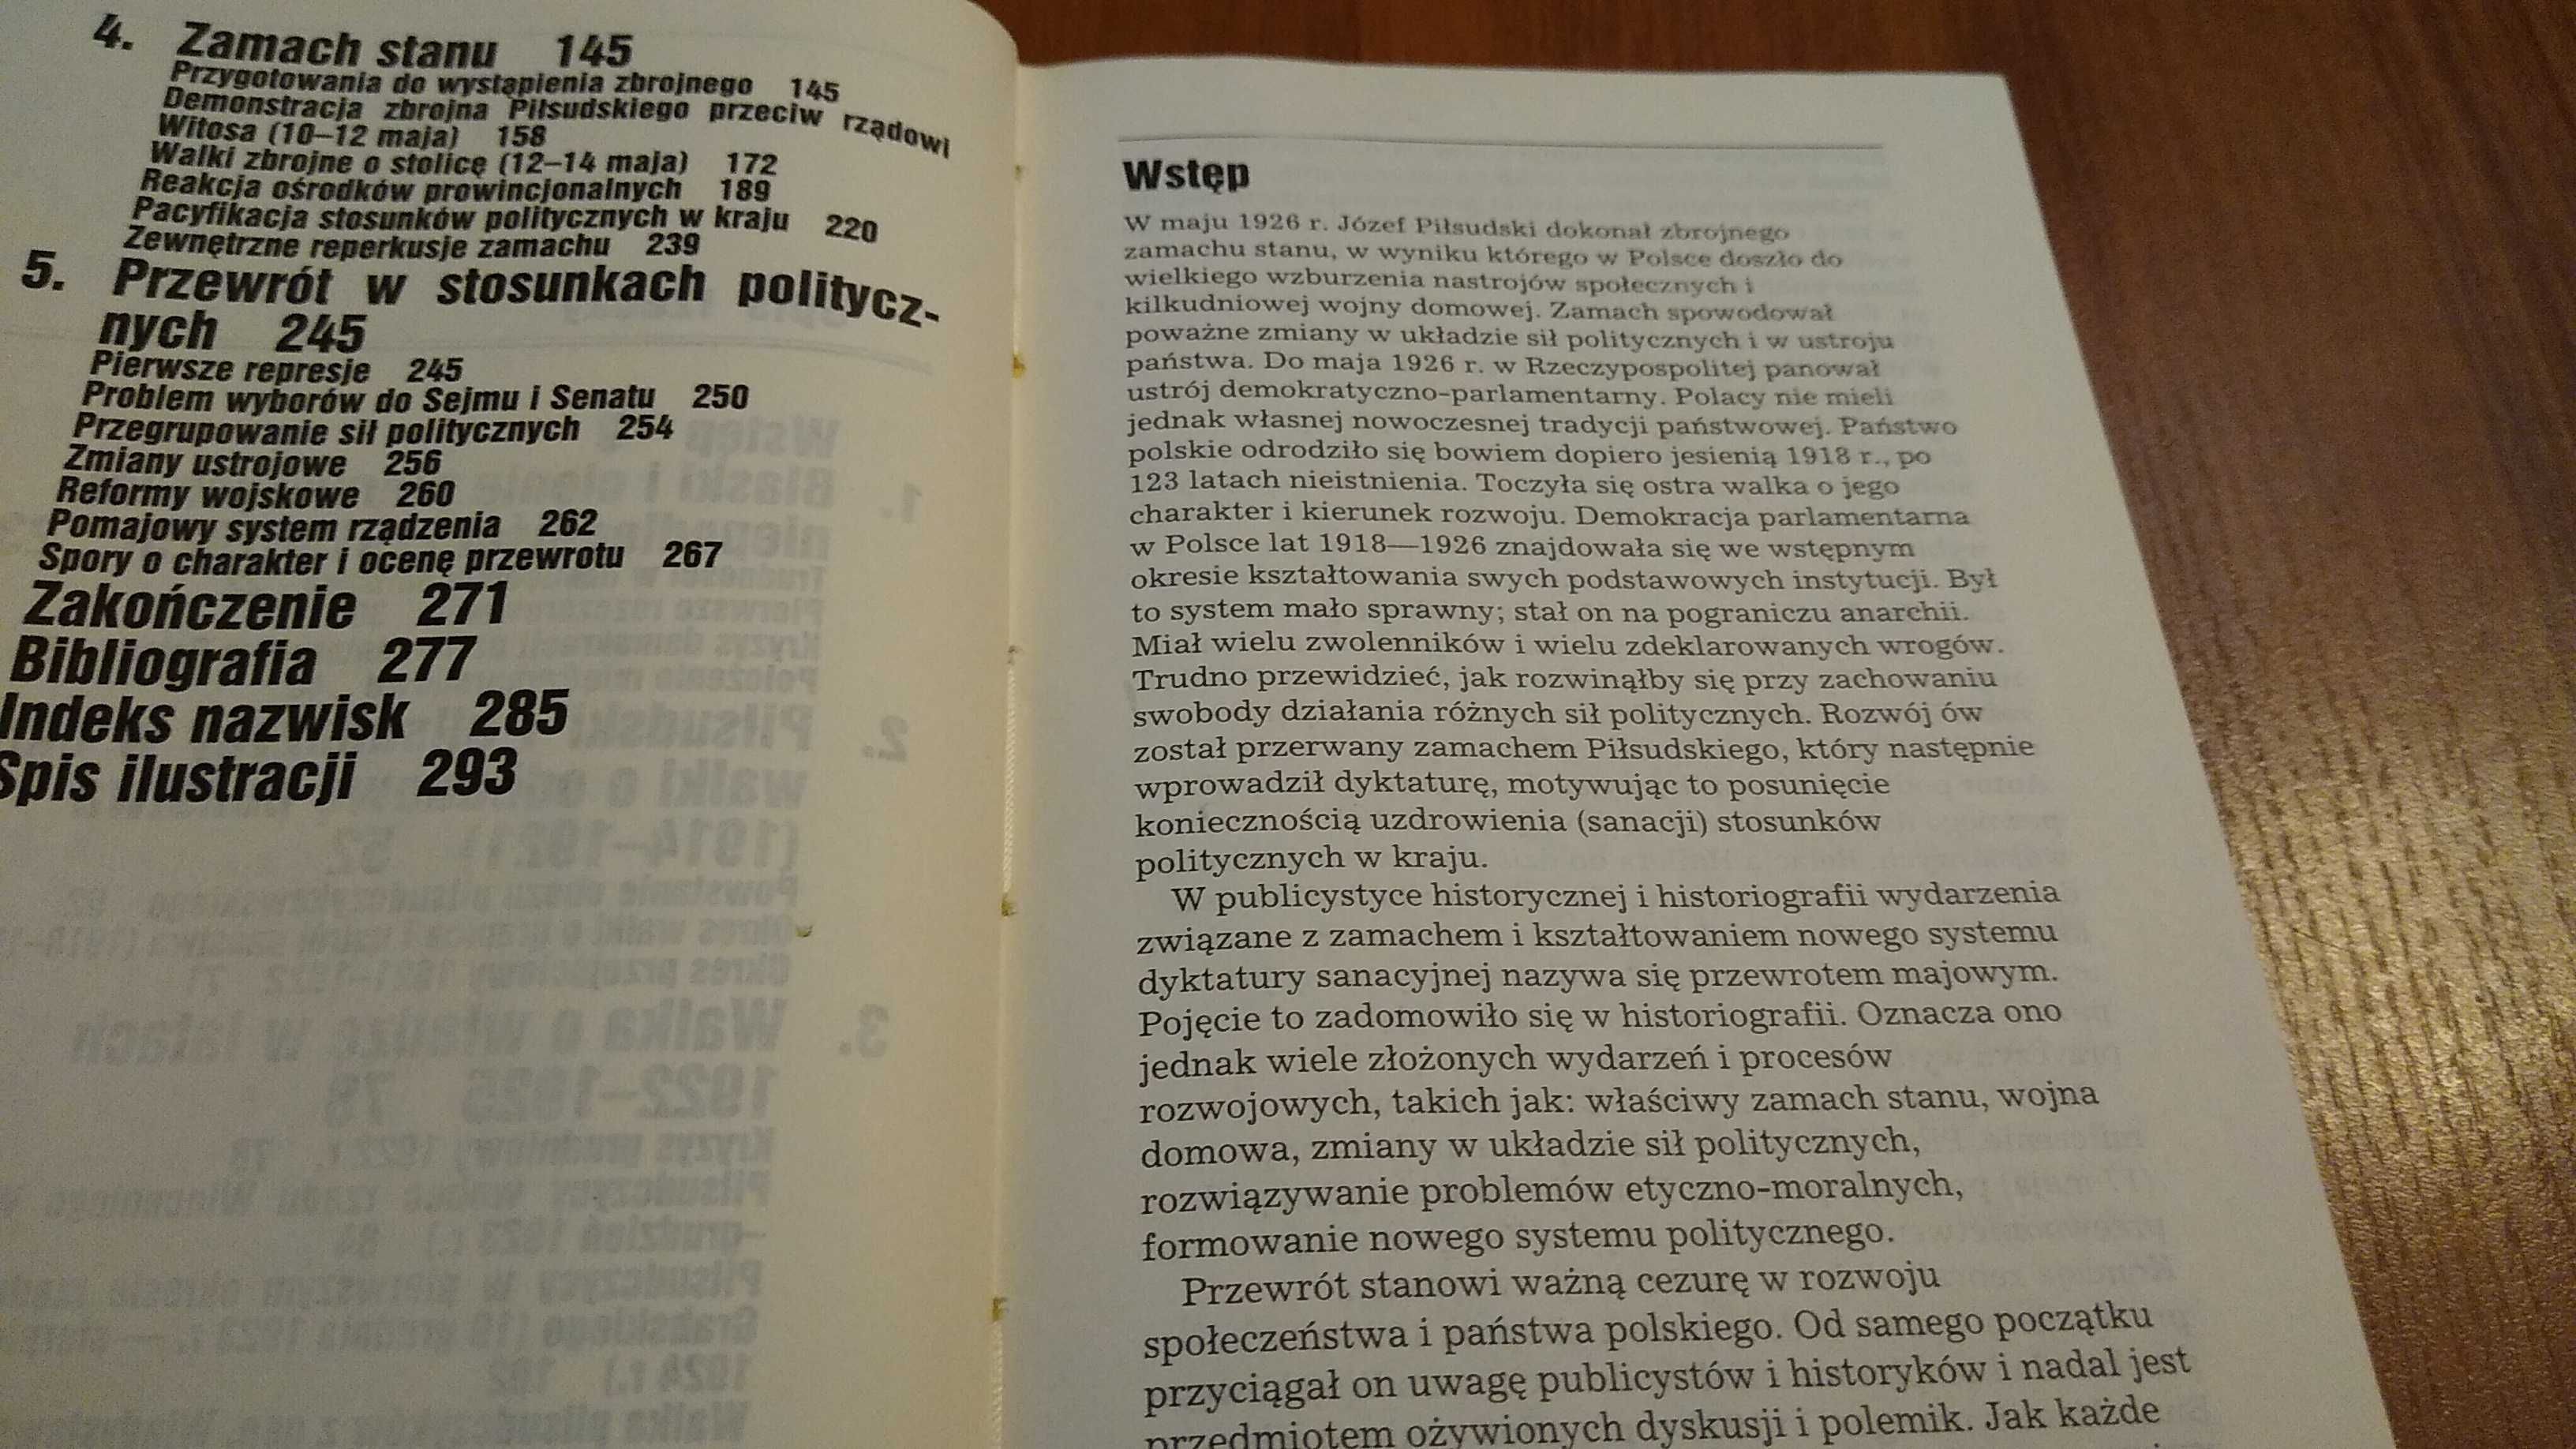 4. Zamach stanu 145
Przygotowania do wystąpienia zbrojnego 145
Demonstracja zbrojna Piłsudskiego przeciw rządowi
Witosa (10–12 maja) 158
Walki zbrojne o stolicę (12–14 maja) 172
Reakcja ośrodków prowincjonalnych 189
Pacyfikacja stosunków politycznych w kraju 220
Zewnętrzne reperkusje zamachu 239
5. Przewrót w stosunkach politycz-
nych 245
Pierwsze represje 245
Problem wyborów do Sejmu i Senatu 250
Przegrupowanie sił politycznych 254
Zmiany ustrojowe 256
Reformy wojskowe 260
Pomajowy system rządzenia 262
Spory o charakter i ocenę przewrotu 267
Zakończenie 271
Bibliografia 277
Indeks nazwisk 285
Spis ilustracji 293
Wstęp
W maju 1926 r. Józef Piłsudski dokonał zbrojnego
zamachu stanu, w wyniku którego w Polsce doszło do
wielkiego wzburzenia nastrojów społecznych i
kilkudniowej wojny domowej. Zamach spowodował
poważne zmiany w układzie sił politycznych i w ustroju
państwa. Do maja 1926 r. w Rzeczypospolitej panował
ustrój demokratyczno-parlamentarny. Polacy nie mieli
jednak własnej nowoczesnej tradycji państwowej. Państwo
polskie odrodziło się bowiem dopiero jesienią 1918 r., po
123 latach nieistnienia. Toczyła się ostra walka o jego
charakter i kierunek rozwoju. Demokracja parlamentarna
w Polsce lat 1918—1926 znajdowała się we wstępnym
okresie kształtowania swych podstawowych instytucji. Był
to system mało sprawny; stał on na pograniczu anarchii.
Miał wielu zwolenników i wielu zdeklarowanych wrogów.
Trudno przewidzieć, jak rozwinąłby się przy zachowaniu
swobody działania różnych sił politycznych. Rozwój ów
został przerwany zamachem Piłsudskiego, który następnie
wprowadził dyktaturę, motywując to posunięcie
koniecznością uzdrowienia (sanacji) stosunków
politycznych w kraju.
W publicystyce historycznej i historiografii wydarzenia
związane z zamachem i kształtowaniem nowego systemu
dyktatury sanacyjnej nazywa się przewrotem majowym.
Pojęcie to zadomowiło się w historiografii. Oznacza ono
jednak wiele złożonych wydarzeń i procesów
rozwojowych, takich jak: właściwy zamach stanu, wojna
domowa, zmiany w układzie sił politycznych,
rozwiązywanie problemów etyczno-moralnych,
formowanie nowego systemu politycznego.
Przewrót stanowi ważną cezurę w rozwoju
społeczeństwa i państwa polskiego. Od samego początku
przyciągał on uwagę publicystów i historyków i nadal jest
przedmiotem ożywionych dyskusji i polemik. Jak każde